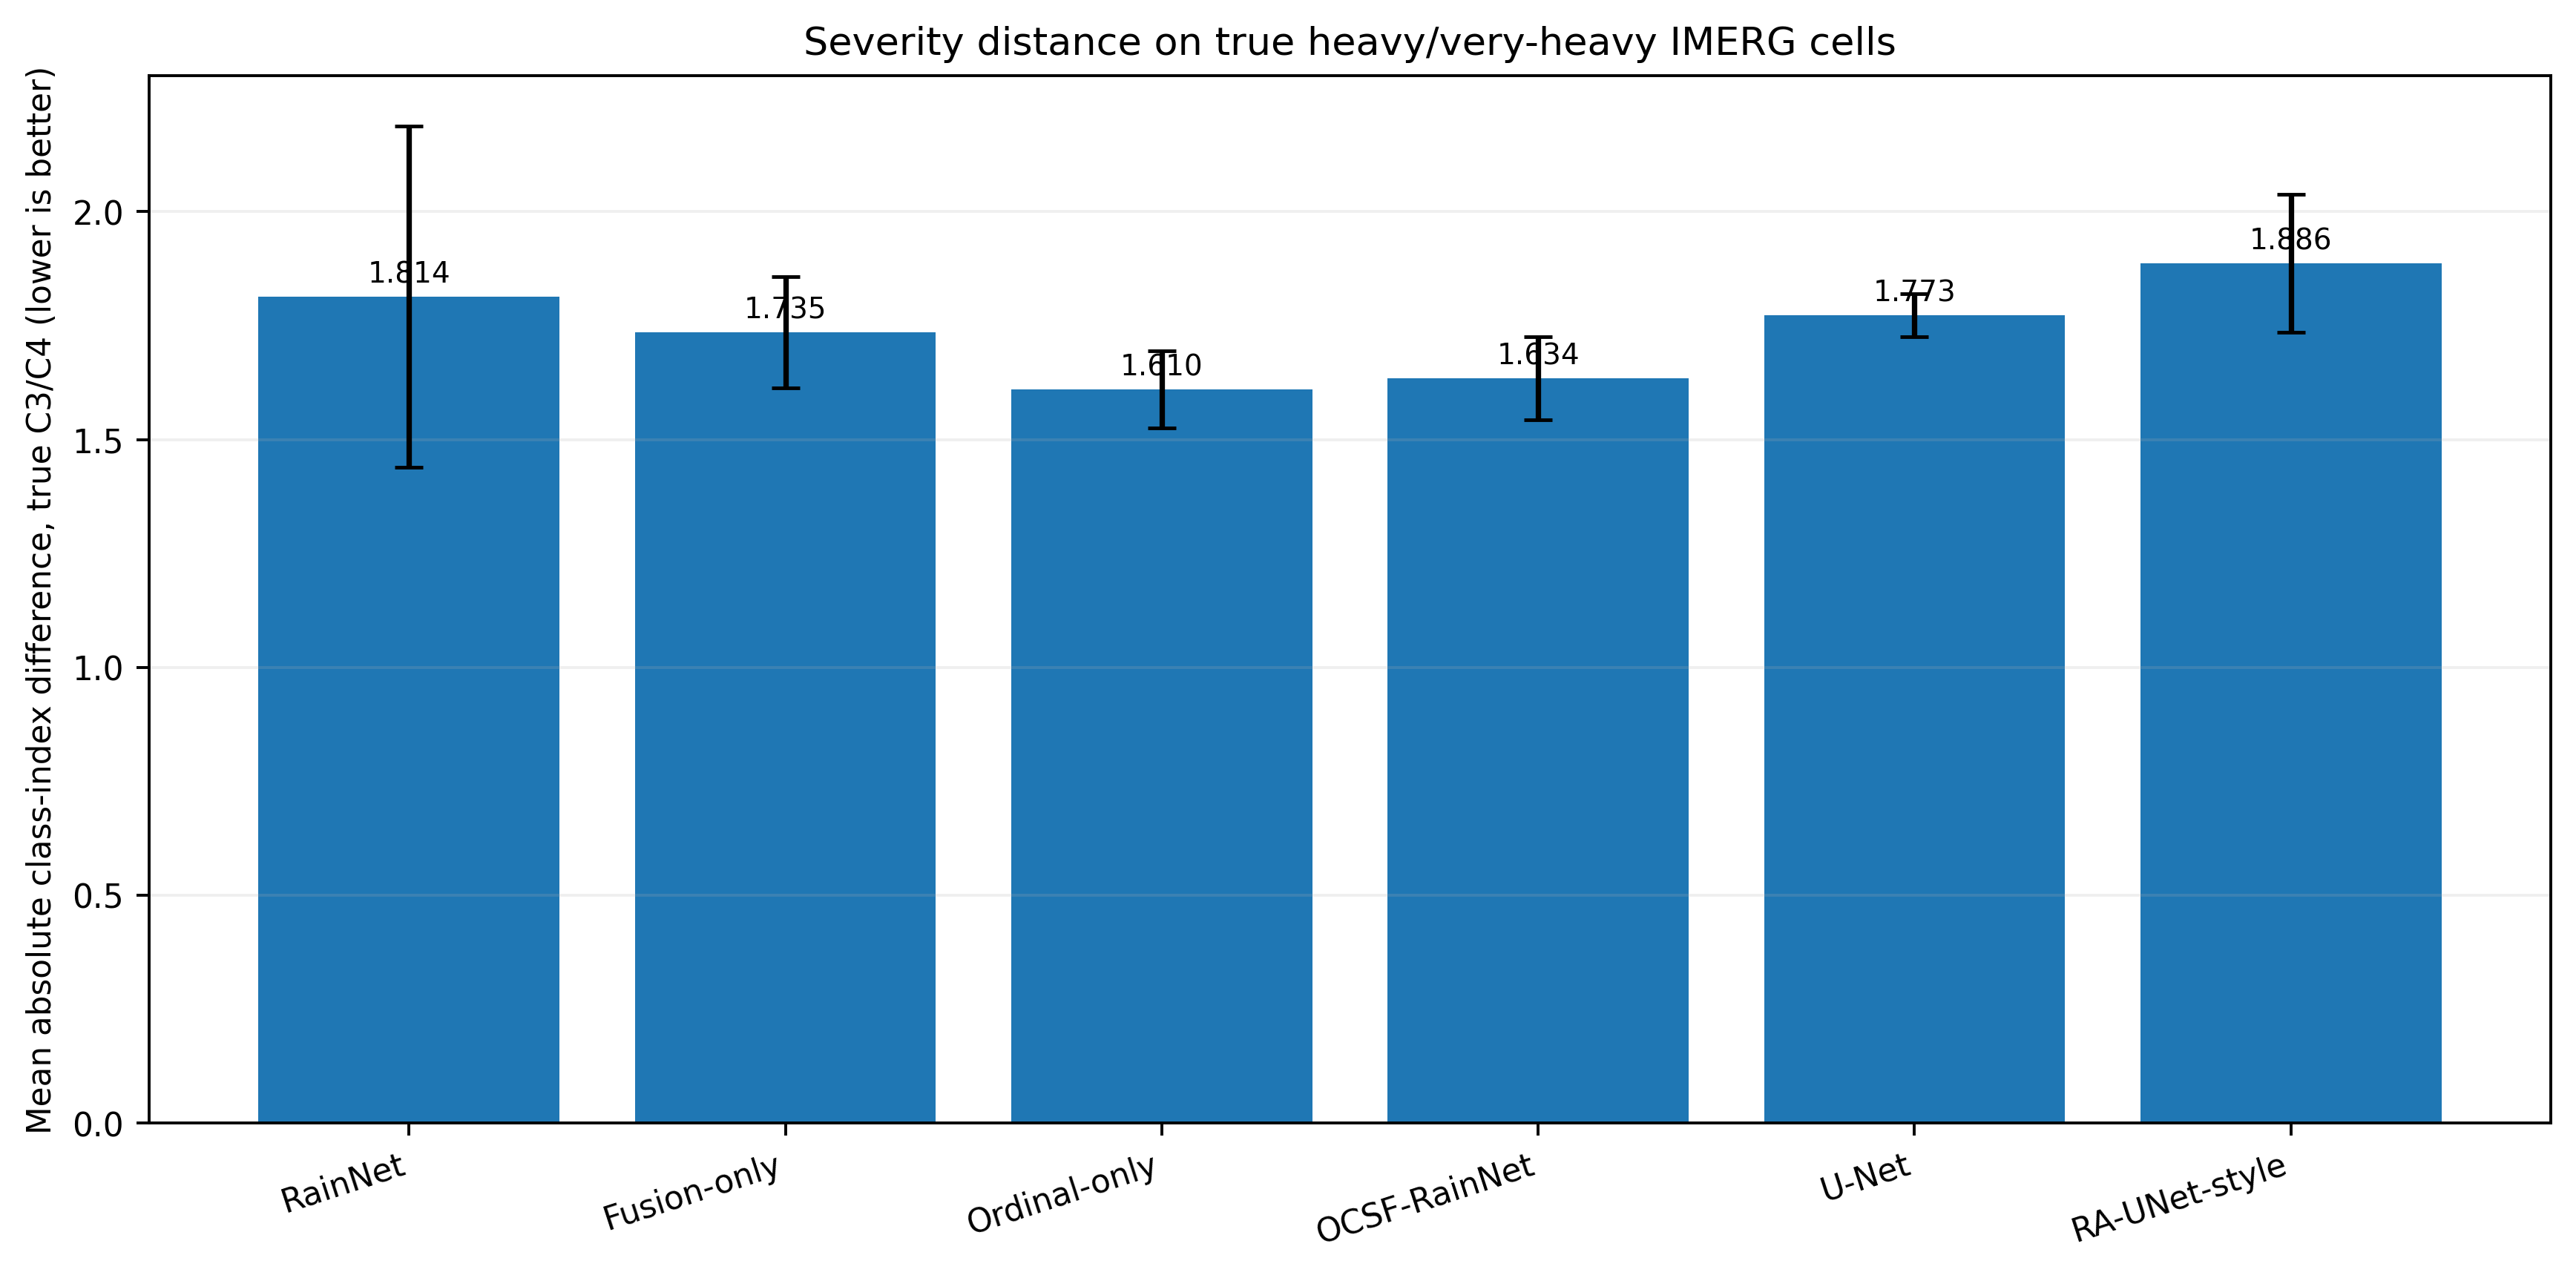 Severity distance on true heavy/very-heavy IMERG cells
Mean absolute class-index difference, true C3/C4 (lower is better)
2.0
1.5
1.0
0.5
0.0
1.814
1.735
1.610
1.634
1.773
1.886
RainNet
Fusion-only
Ordinal-only
OCSF-RainNet
U-Net
RA-UNet-style